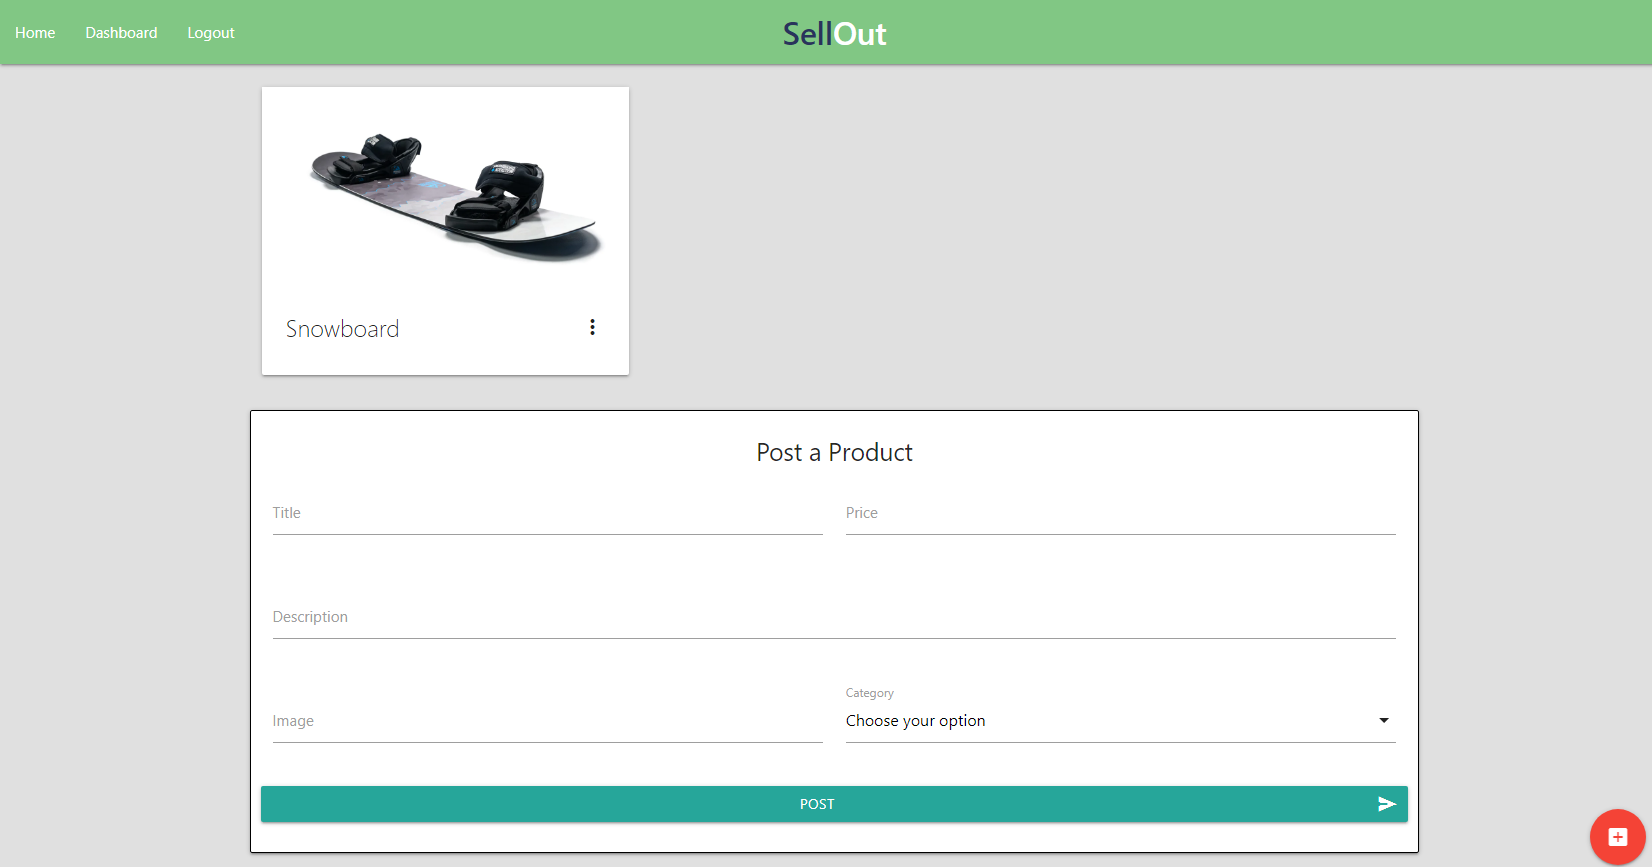 Home Dashboard Logout SellOut
Snowboard
Post a Product
Title Price
Description
Category
Image Choose your option
POST